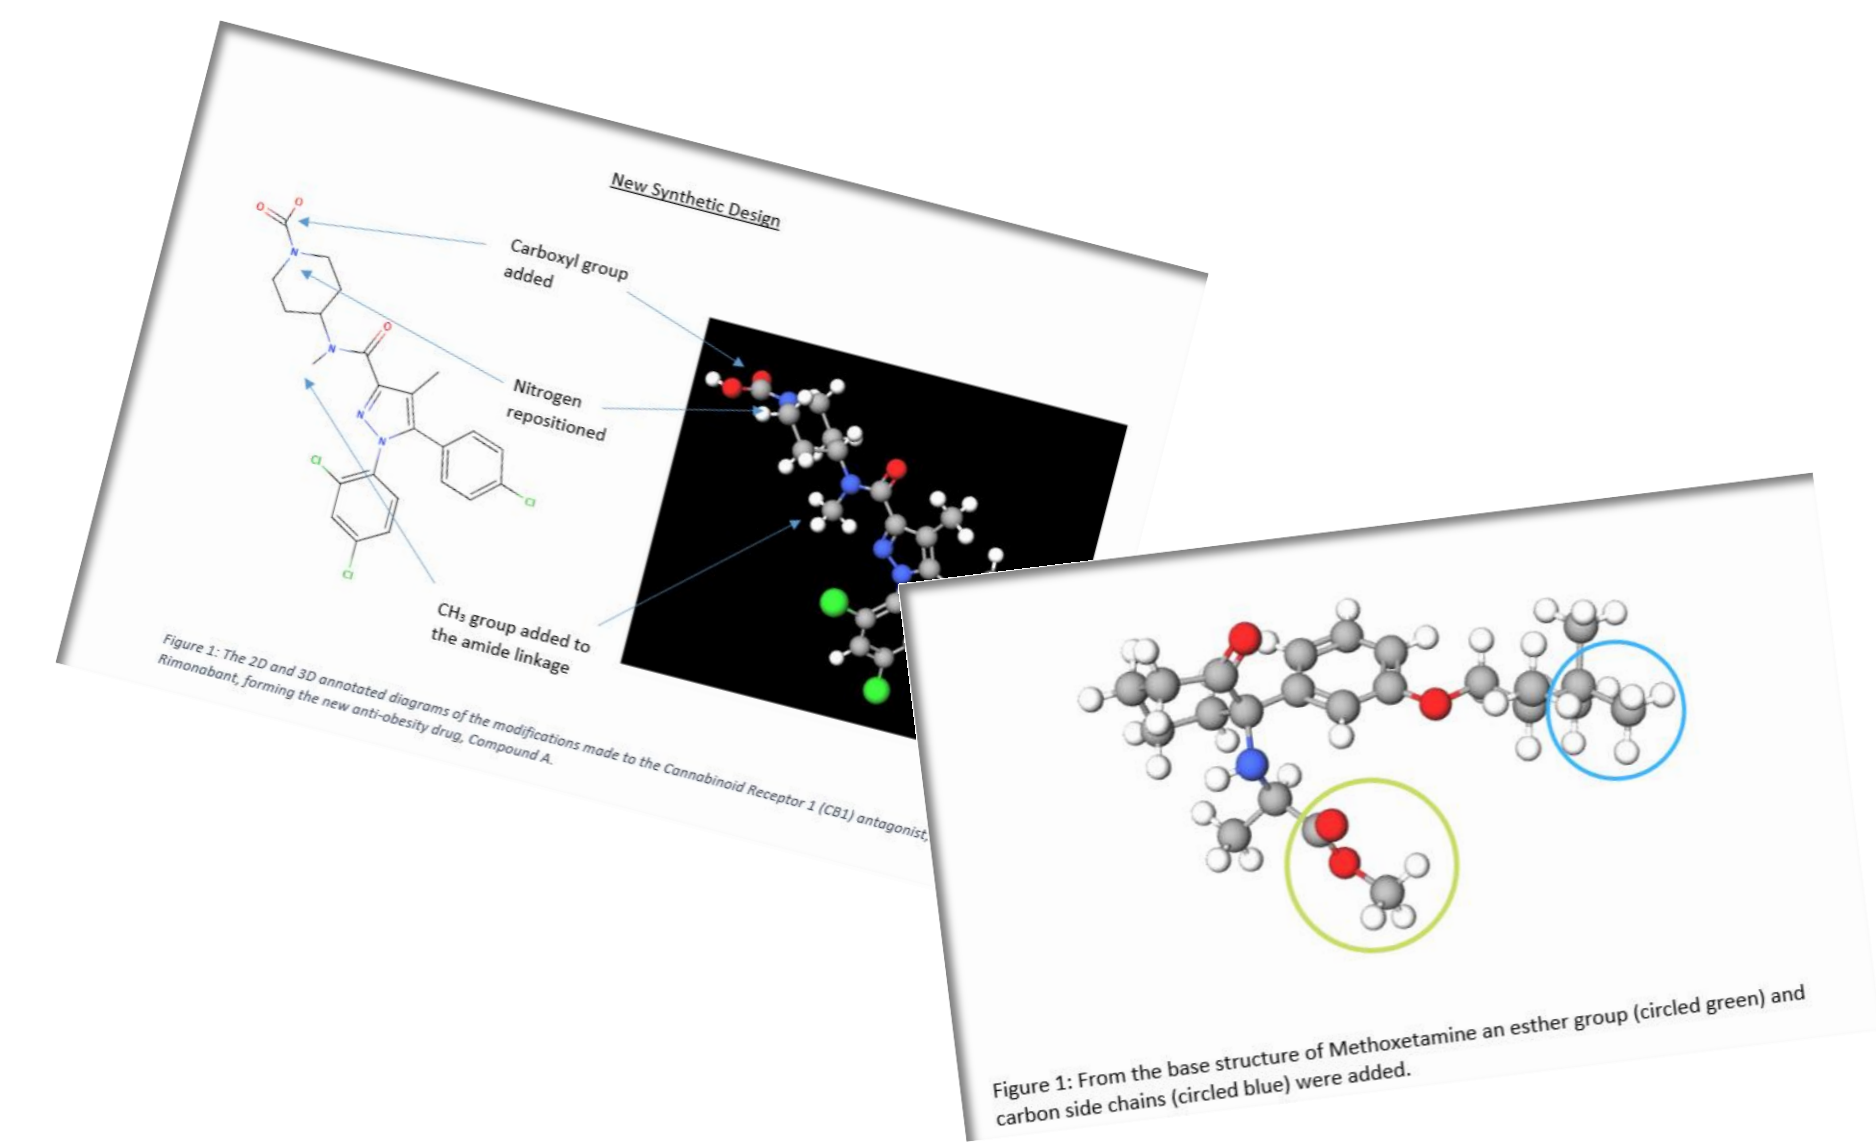 New Synthetic Design
O
O
N
Carboxyl group
added
N
O
Nitrogen
repositioned
N
N
Cl
Cl
Cl
CH₃ group added to
the amide linkage
Figure 1: The 2D and 3D annotated diagrams of the modifications made to the Cannabinoid Receptor 1 (CB1) antagonist,
Rimonabant, forming the new anti-obesity drug, Compound A.
Figure 1: From the base structure of Methoxetamine an esther group (circled green) and
carbon side chains (circled blue) were added.